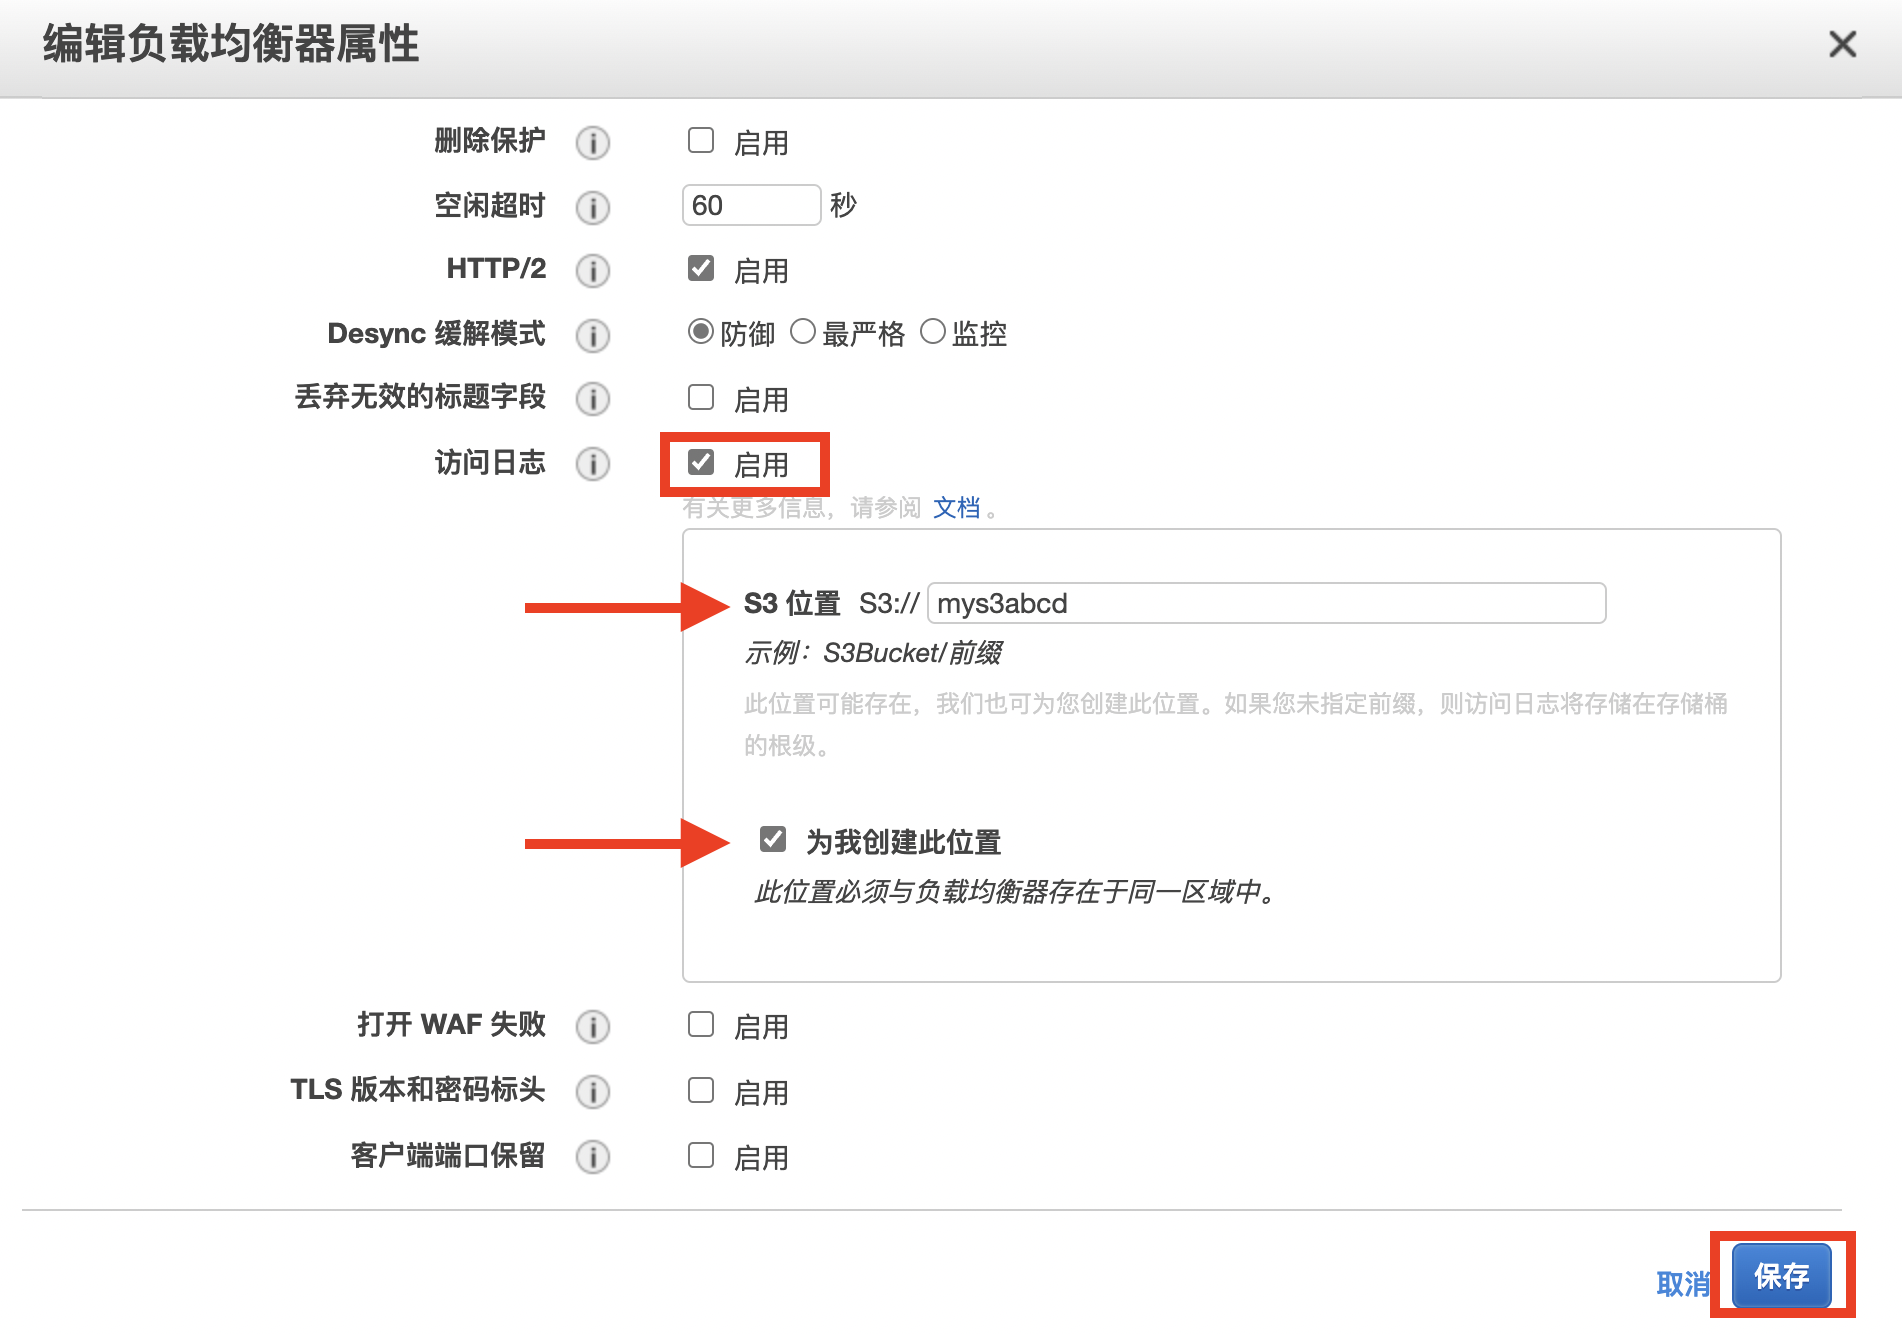 编辑负载均衡器属性
删除保护 启用
空闲超时 60 秒
HTTP/2 启用
Desync 缓解模式 防御 最严格 监控
丢弃无效的标题字段 启用
访问日志 启用
有关更多信息，请参阅 文档 。
S3 位置 S3:// mys3abcd
示例：S3Bucket/前缀
此位置可能存在，我们也可为您创建此位置。如果您未指定前缀，则访问日志将存储在存储桶
的根级。
为我创建此位置
此位置必须与负载均衡器存在于同一区域中。
打开 WAF 失败 启用
TLS 版本和密码标头 启用
客户端端口保留 启用
取消 保存